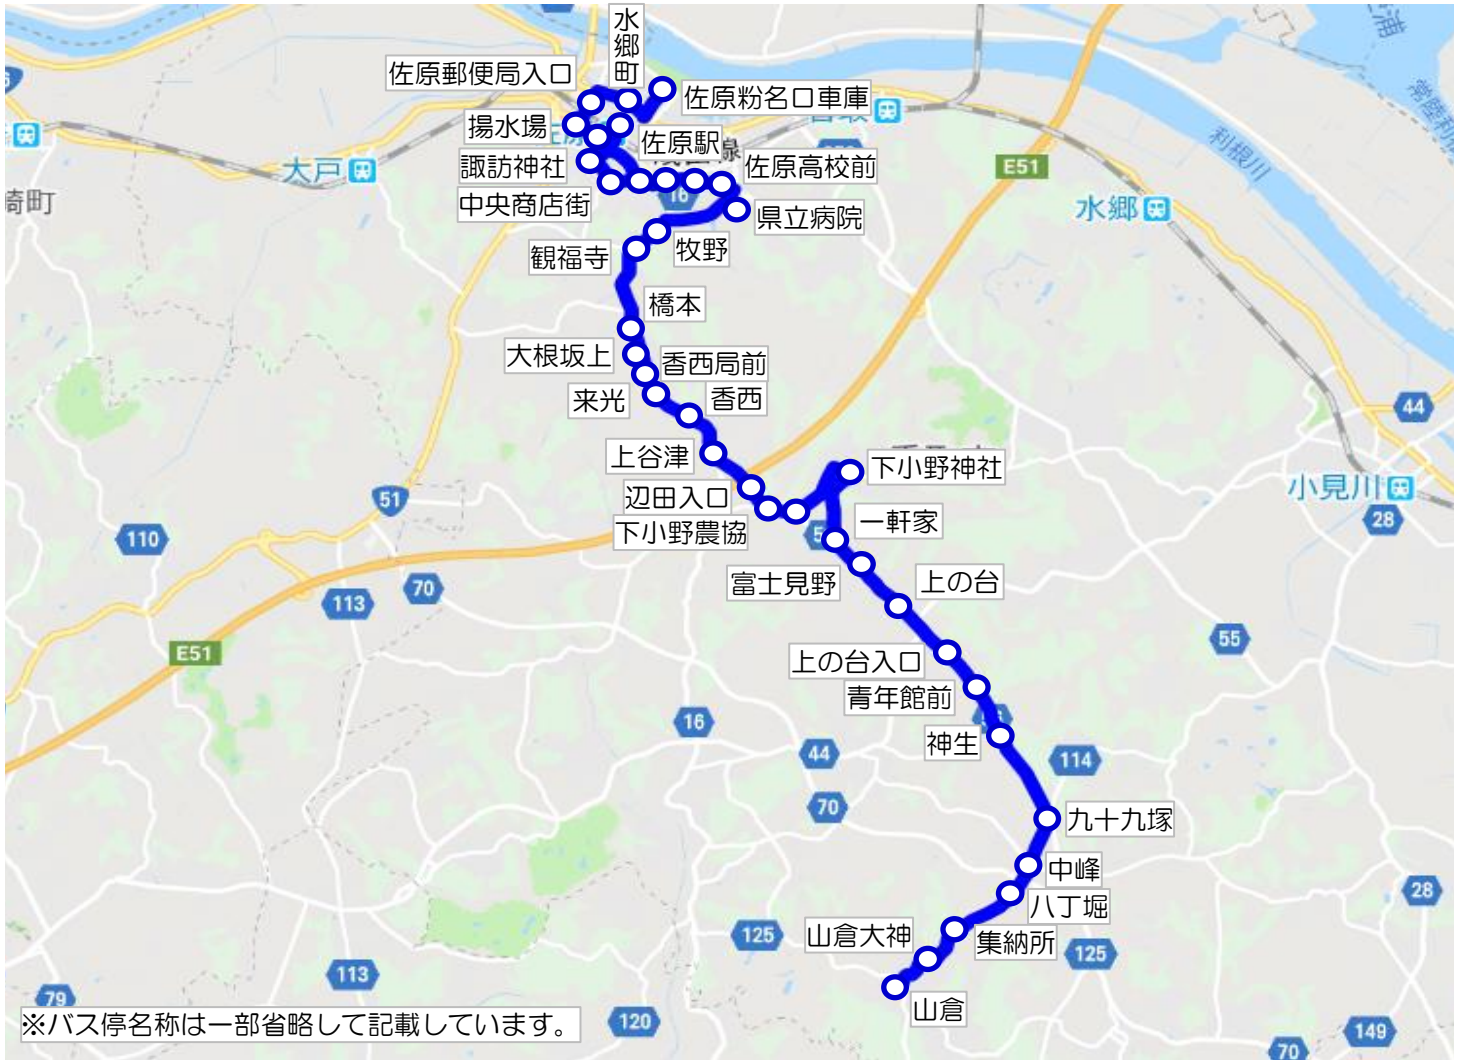 水郷町
佐原郵便局入口
佐原粉名口車庫
揚水場
佐原駅
諏訪神社
佐原高校前
大戸
E51
利根川
崎町
中央商店街
16
県立病院
水郷
観福寺
牧野
橋本
大根坂上
香西局前
来光
香西
44
上谷津
下小野神社
51
辺田入口
小見川
110
下小野農協
一軒家
28
富士見野
上の台
113
70
E51
55
上の台入口
青年館前
16
神生
44
114
70
九十九塚
中峰
28
八丁堀
125
山倉大神
集納所
125
113
山倉
79
※バス停名称は一部省略して記載しています。
120
149
70